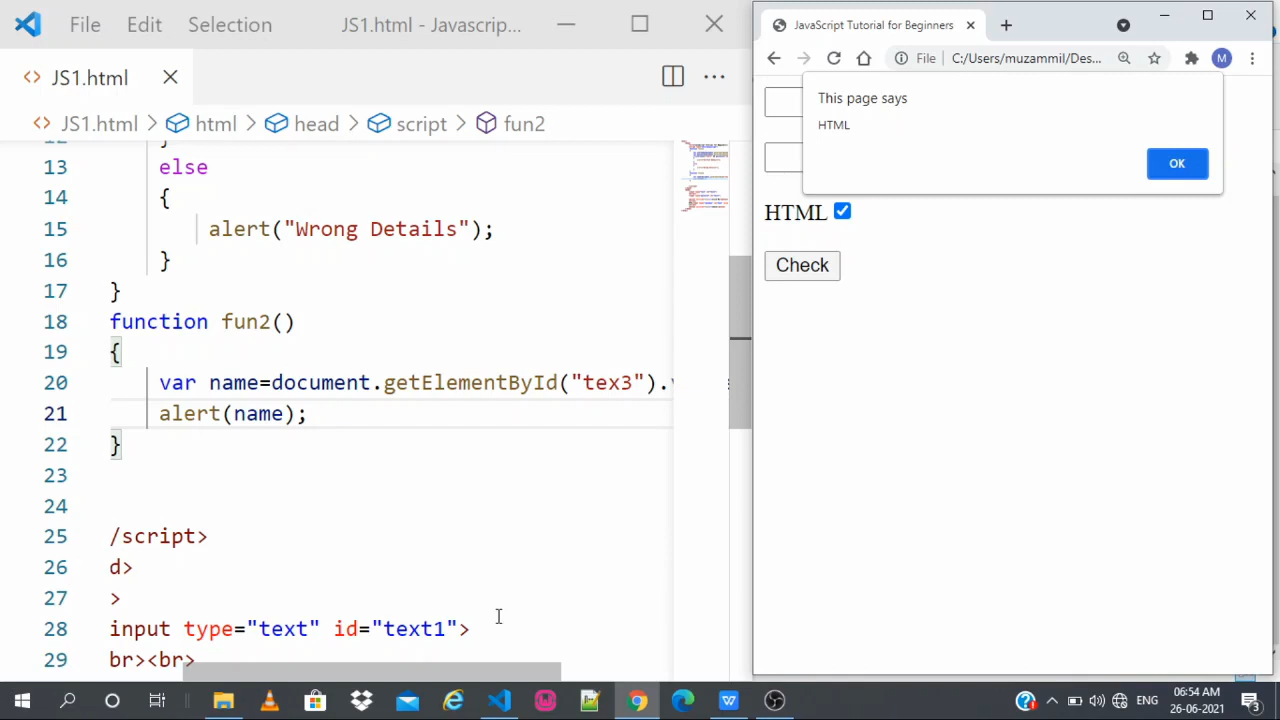 File Edit Selection JS1.html - Javascrip...
JS1.html
JS1.html > html > head > script > fun2
13 else
14 {
15 alert("Wrong Details");
16 }
17 }
18 function fun2()
19 {
20 var name=document.getElementById("tex3").
21 alert(name);
22 }
23
24
25 /script>
26 d>
27 >
28 input type="text" id="text1">
29 br><br>
JavaScript Tutorial for Beginners
File C:/Users/muzammil/Des... M
This page says
HTML
OK
HTML
Check
ENG
06:54 AM
26-06-2021
3